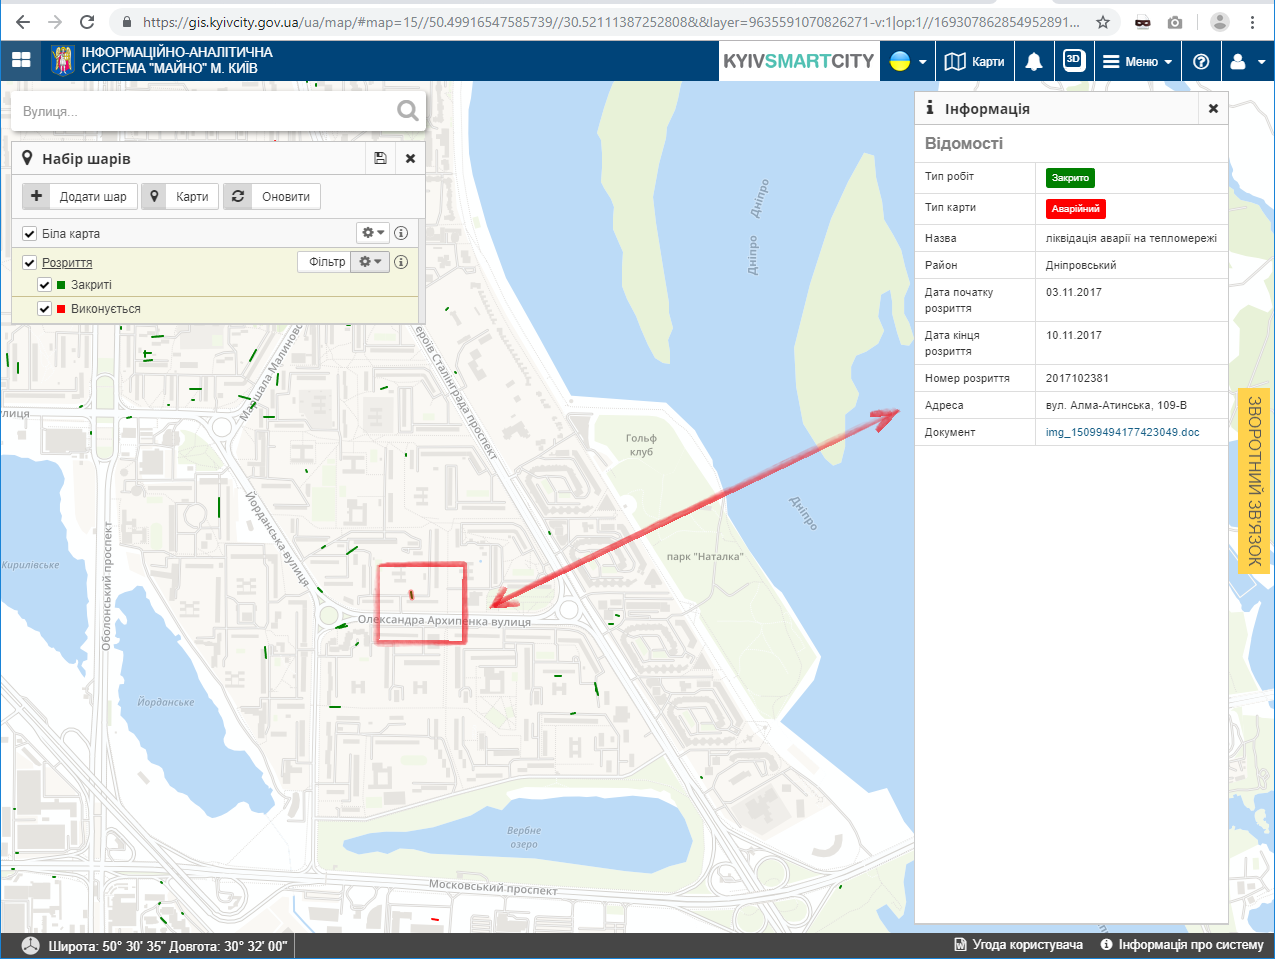 https://gis.kyivcity.gov.ua/ua/map/#map=15//50.49916547585739//30.52111387252808&&layer=9635591070826271-v:1|op:1//169307862854952891...
ІНФОРМАЦІЙНО-АНАЛІТИЧНА
СИСТЕМА "МАЙНО" М. КИЇВ
KYIVSMARTCITY
Карти
3D
Меню
Вулиця...
Набір шарів
Додати шар
Карти
Оновити
Біла карта
Розриття
Фільтр
Закриті
Виконується
Інформація
Відомості
Тип робіт
Закрито
Тип карти
Аварійний
Назва
ліквідація аварії на тепломережі
Район
Дніпровський
Дата початку
розриття
03.11.2017
Дата кінця
розриття
10.11.2017
Номер розриття
2017102381
Адреса
вул. Алма-Атинська, 109-В
Документ
img_15099494177423049.doc
ЗВОРОТНИЙ ЗВ'ЯЗОК
Дніпро
Дніпро
Маршала Малиновс
ероїв Сталінграда проспект
улиця
Гольф
клуб
Дніпро
Йорданська вулиця
парк "Наталка"
Кирилівське
Оболонський проспект
Олександра Архипенка вулиця
Йорданське
Вербне
озеро
Московський проспект
Широта: 50° 30' 35" Довгота: 30° 32' 00"
Угода користувача
Інформація про систему